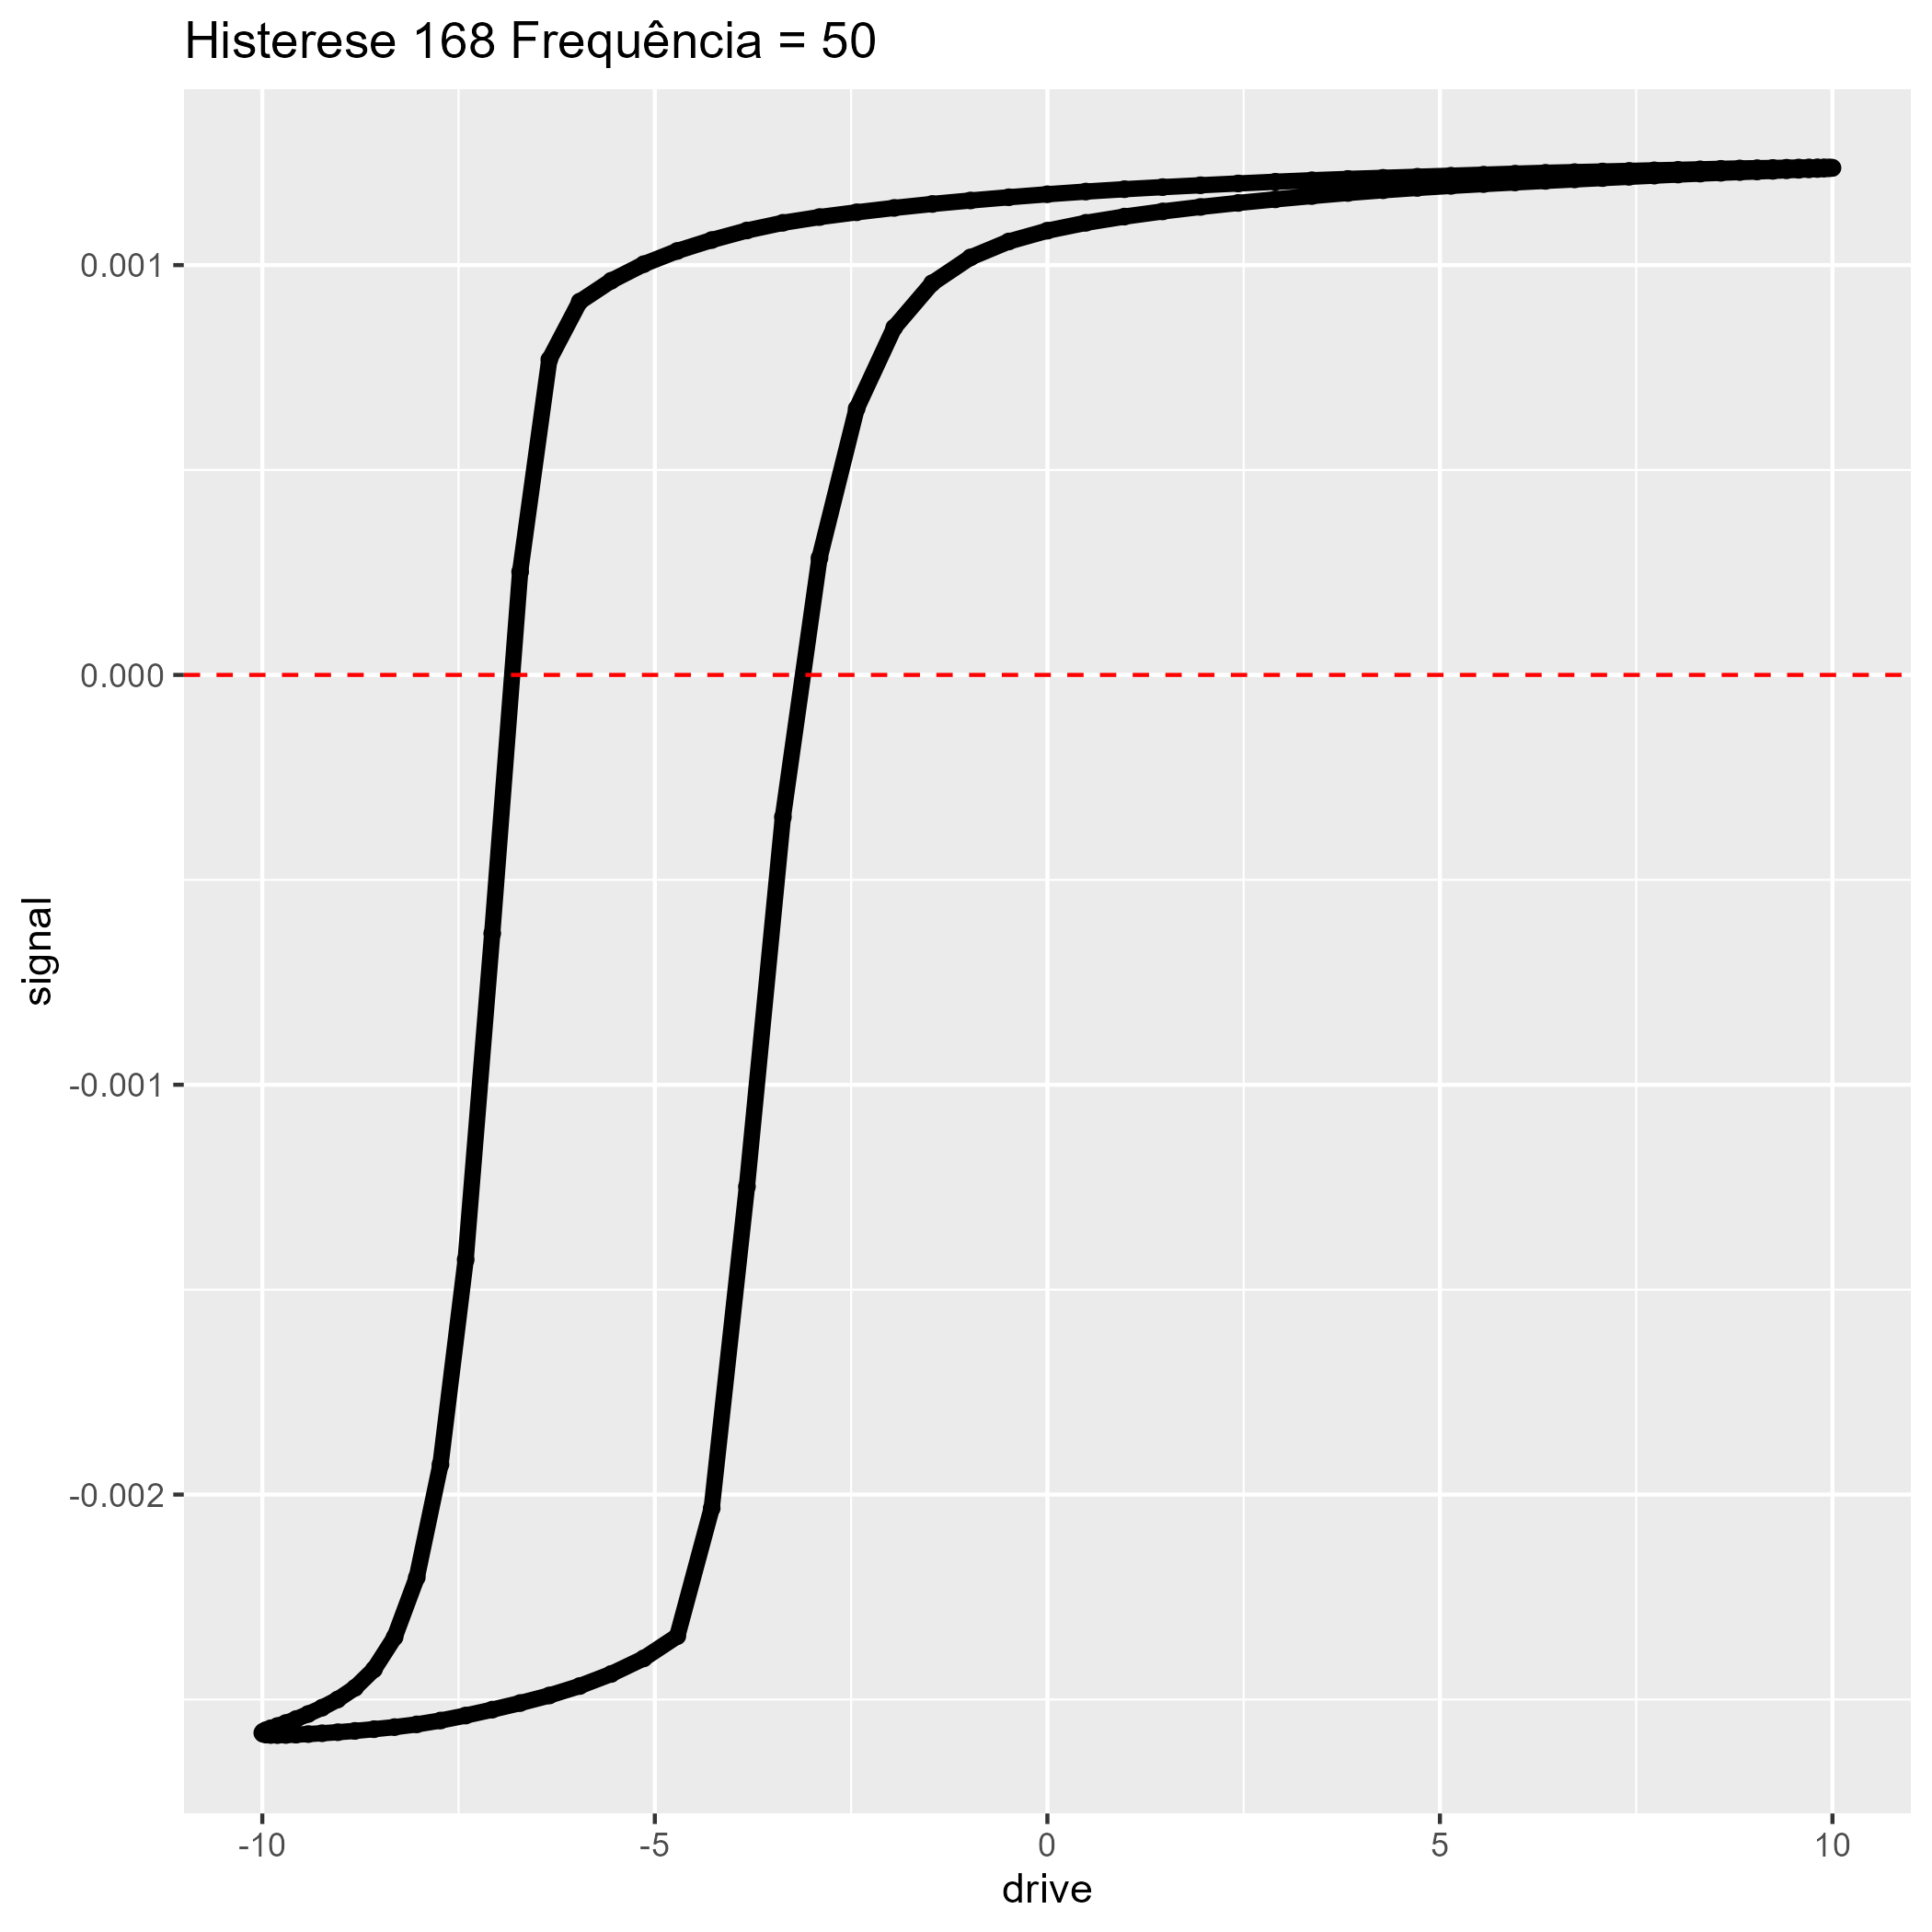 Histerese 168 Frequência = 50
0.001
0.000
-0.001
-0.002
signal
-10 -5 0 5 10
drive